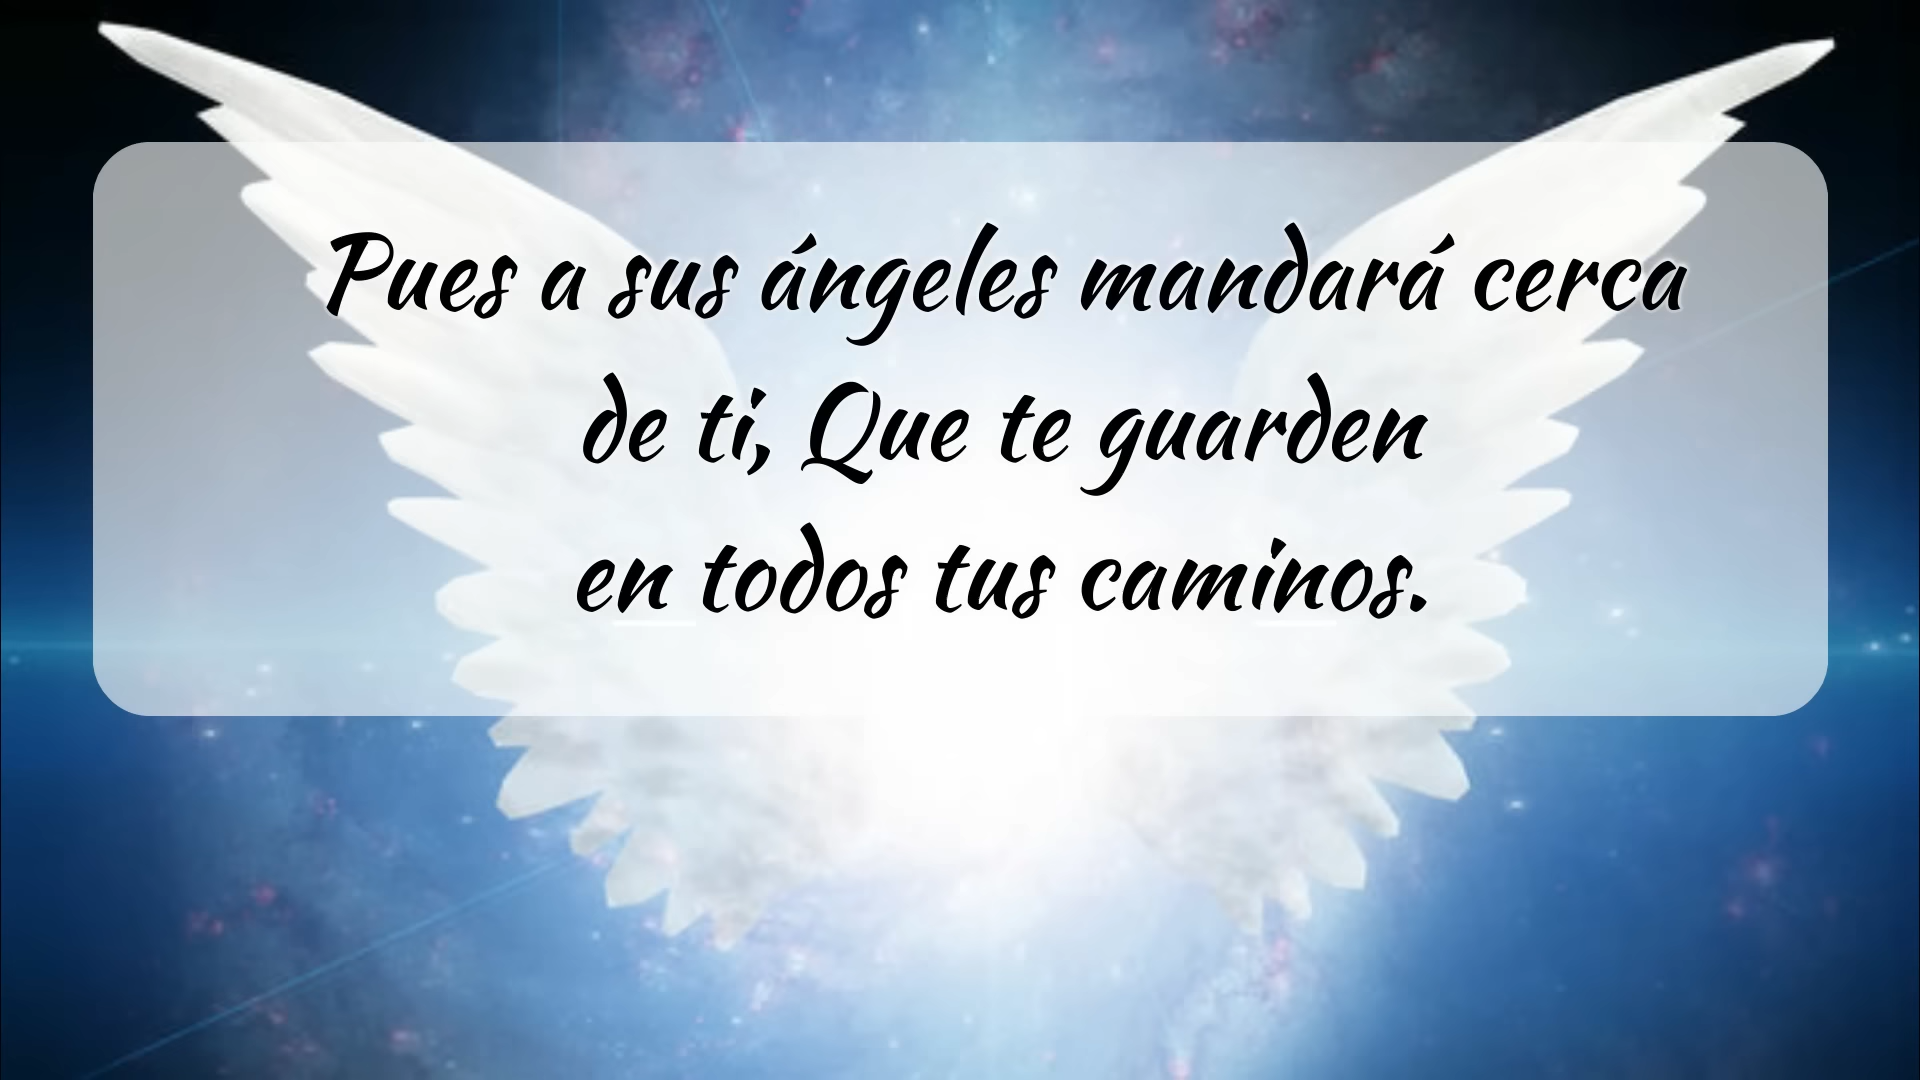 Pues a sus ángeles mandará cerca
de ti, Que te guarden
en todos tus caminos.